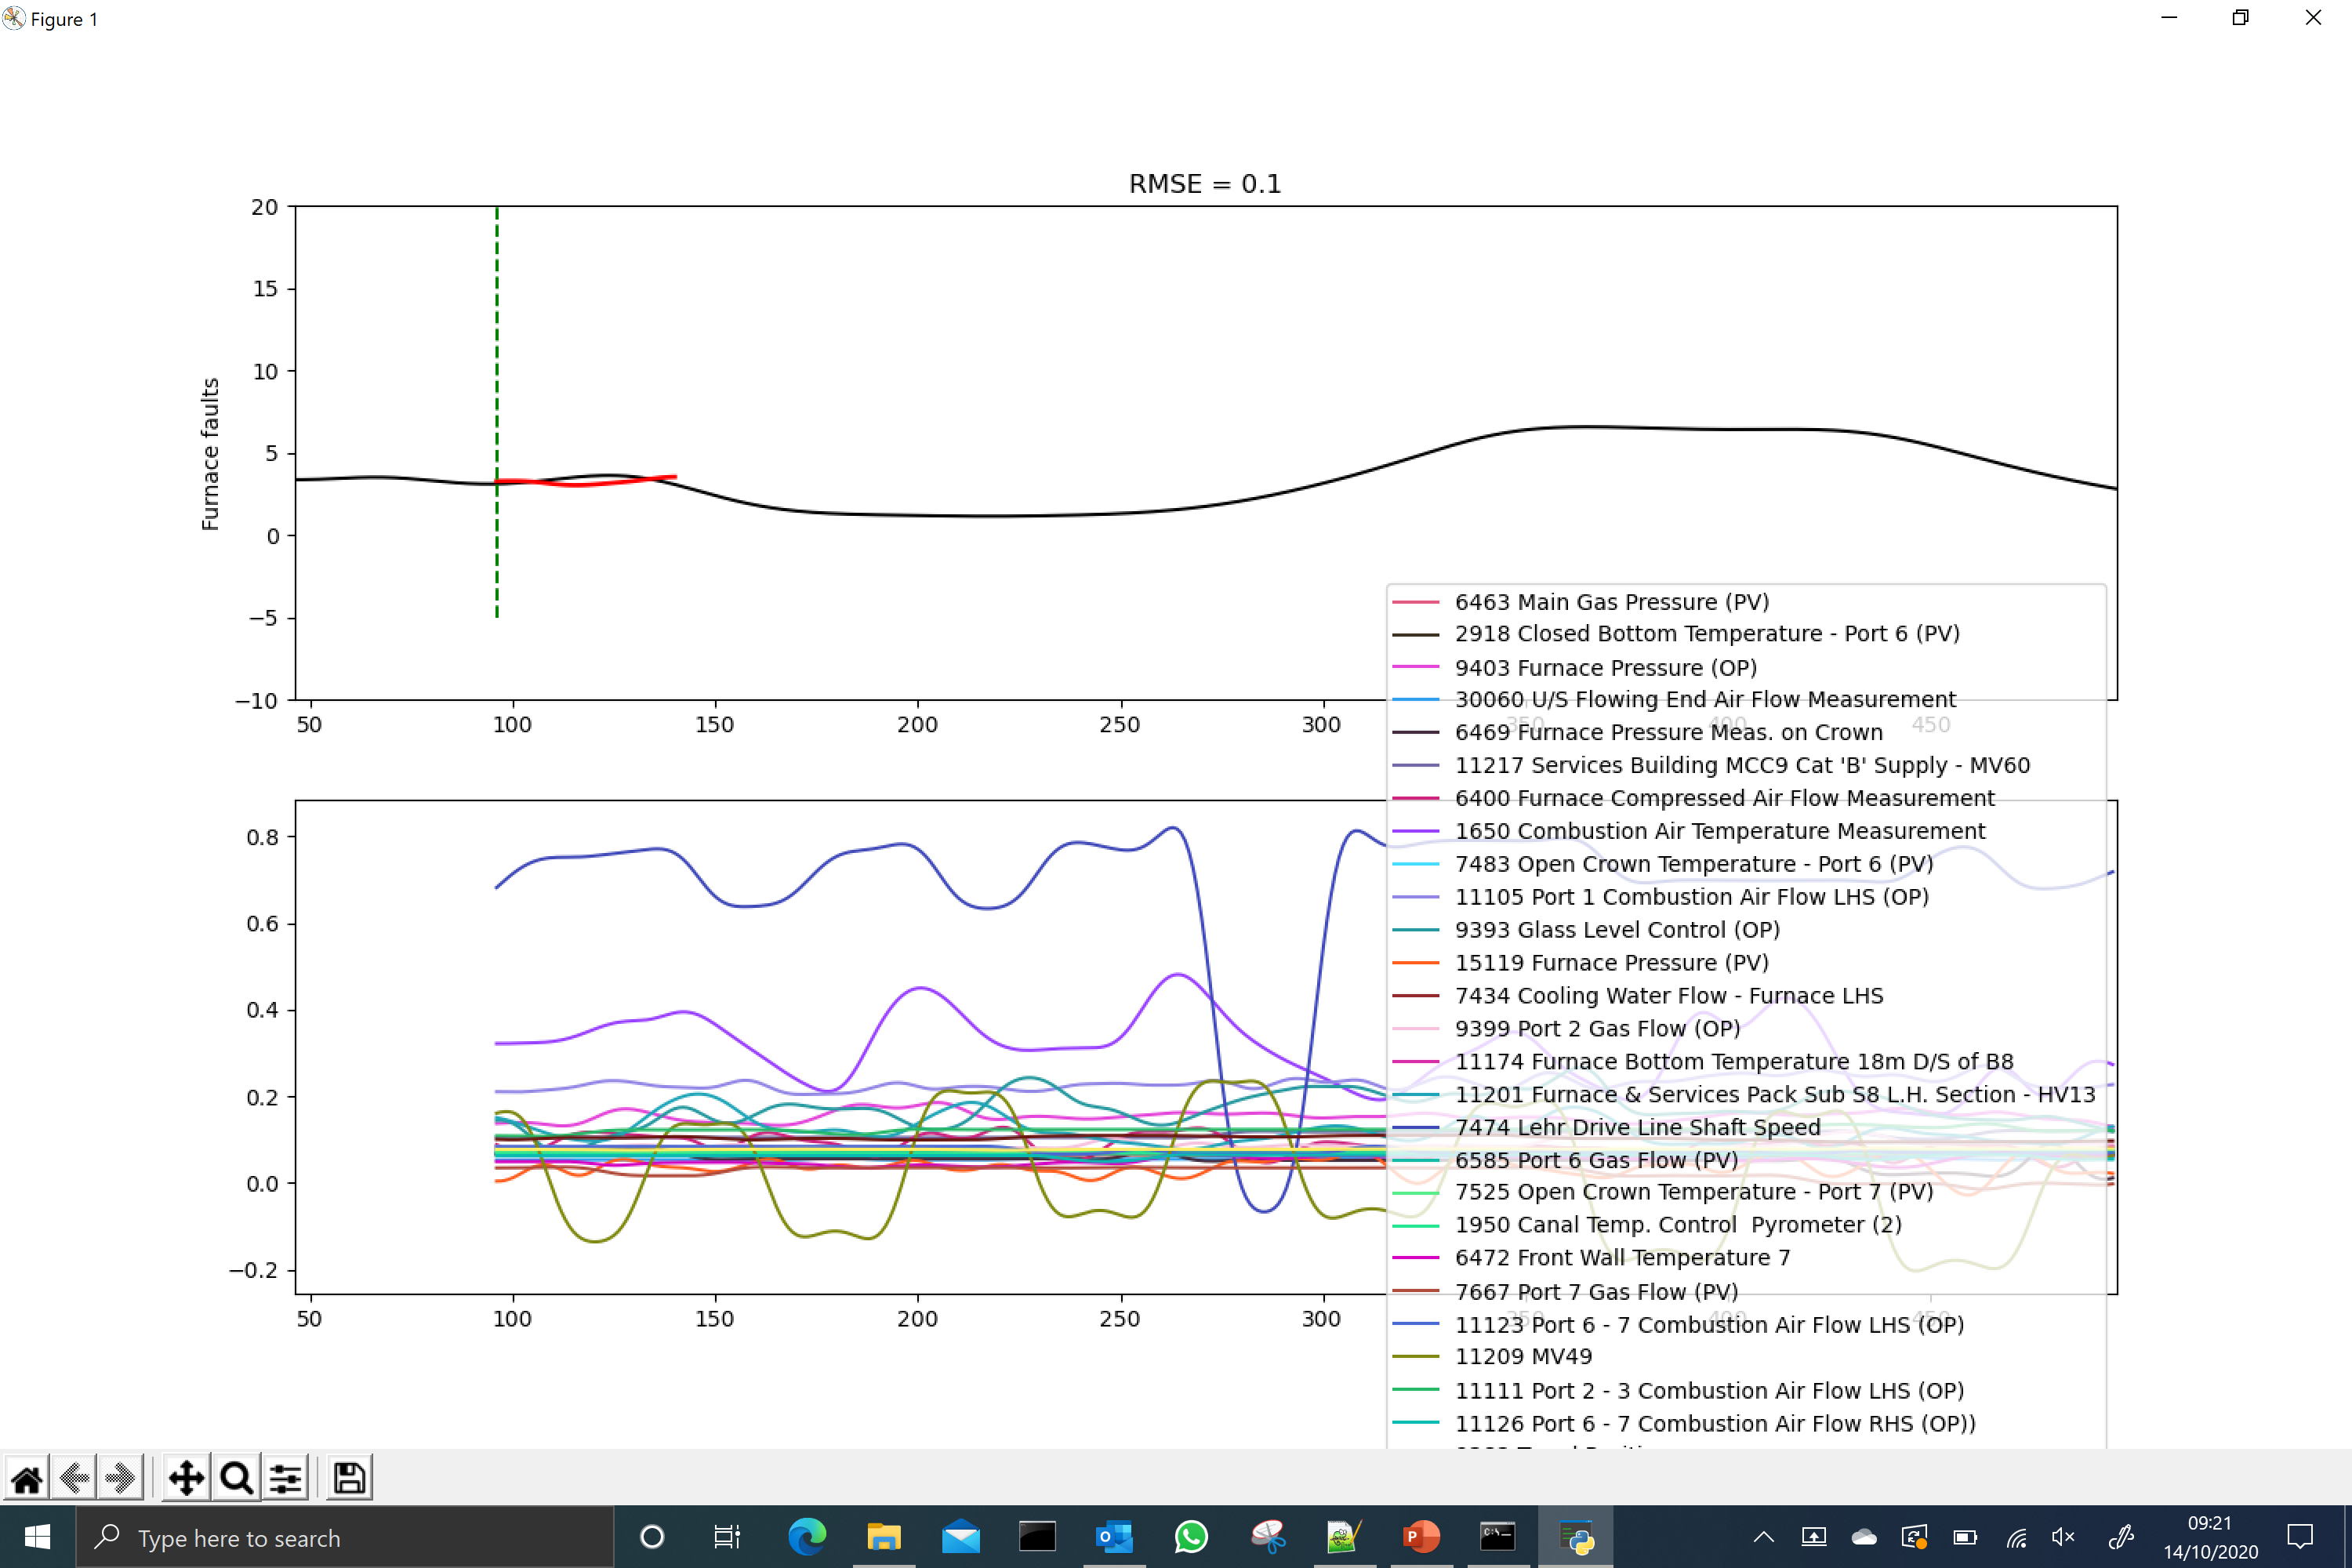 Figure 1
RMSE = 0.1
20
15
10
5
0
−5
−10
Furnace faults
50 100 150 200 250 300 350 400 450
0.8
0.6
0.4
0.2
0.0
−0.2
50 100 150 200 250 300 350 400 450
6463 Main Gas Pressure (PV)
2918 Closed Bottom Temperature - Port 6 (PV)
9403 Furnace Pressure (OP)
30060 U/S Flowing End Air Flow Measurement
6469 Furnace Pressure Meas. on Crown
11217 Services Building MCC9 Cat 'B' Supply - MV60
6400 Furnace Compressed Air Flow Measurement
1650 Combustion Air Temperature Measurement
7483 Open Crown Temperature - Port 6 (PV)
11105 Port 1 Combustion Air Flow LHS (OP)
9393 Glass Level Control (OP)
15119 Furnace Pressure (PV)
7434 Cooling Water Flow - Furnace LHS
9399 Port 2 Gas Flow (OP)
11174 Furnace Bottom Temperature 18m D/S of B8
11201 Furnace & Services Pack Sub S8 L.H. Section - HV13
7474 Lehr Drive Line Shaft Speed
6585 Port 6 Gas Flow (PV)
7525 Open Crown Temperature - Port 7 (PV)
1950 Canal Temp. Control  Pyrometer (2)
6472 Front Wall Temperature 7
7667 Port 7 Gas Flow (PV)
11123 Port 6 - 7 Combustion Air Flow LHS (OP)
11209 MV49
11111 Port 2 - 3 Combustion Air Flow LHS (OP)
11126 Port 6 - 7 Combustion Air Flow RHS (OP))
Type here to search
09:21
14/10/2020